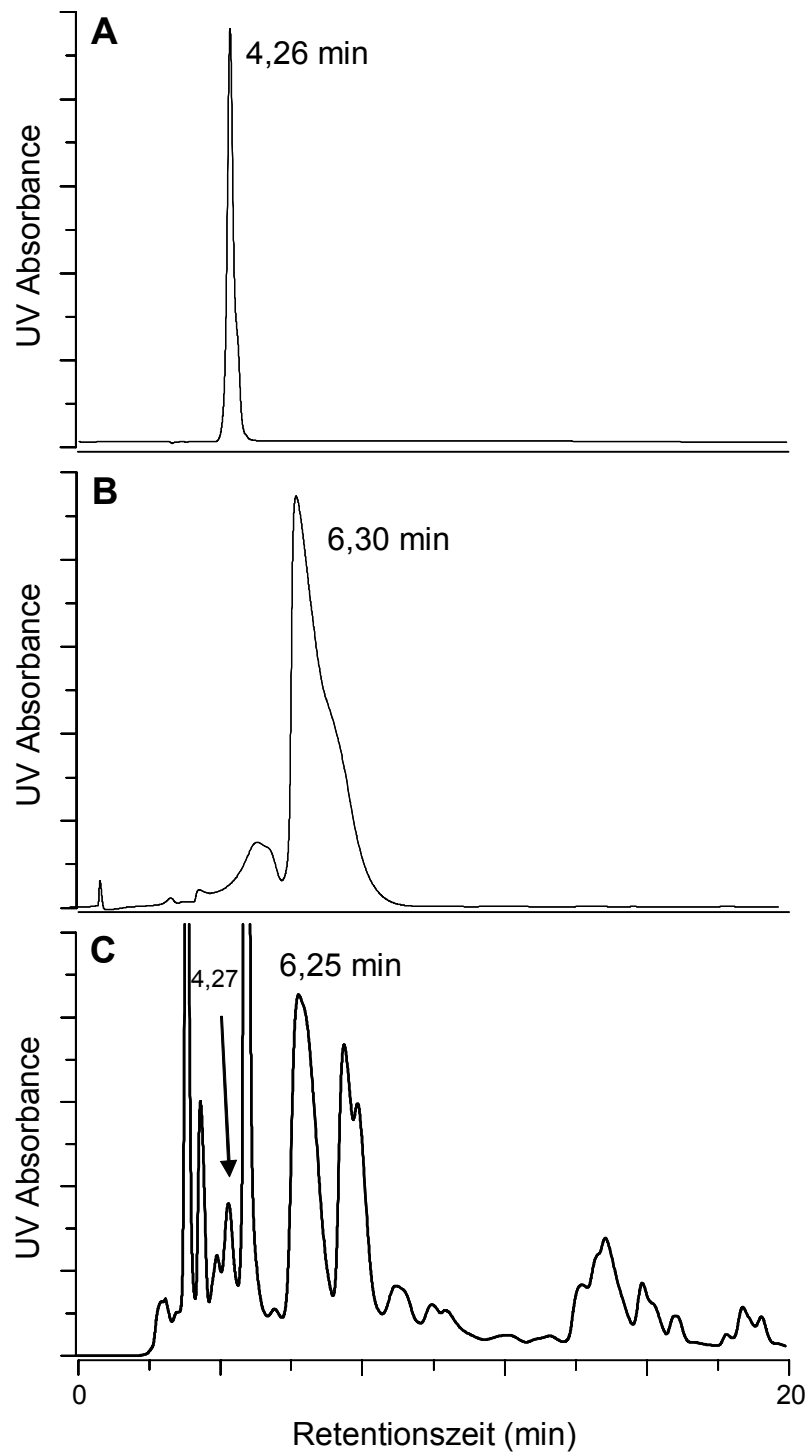 A
4,26 min
UV Absorbance
B
6,30 min
UV Absorbance
C
4,27
6,25 min
UV Absorbance
0
20
Retentionszeit (min)